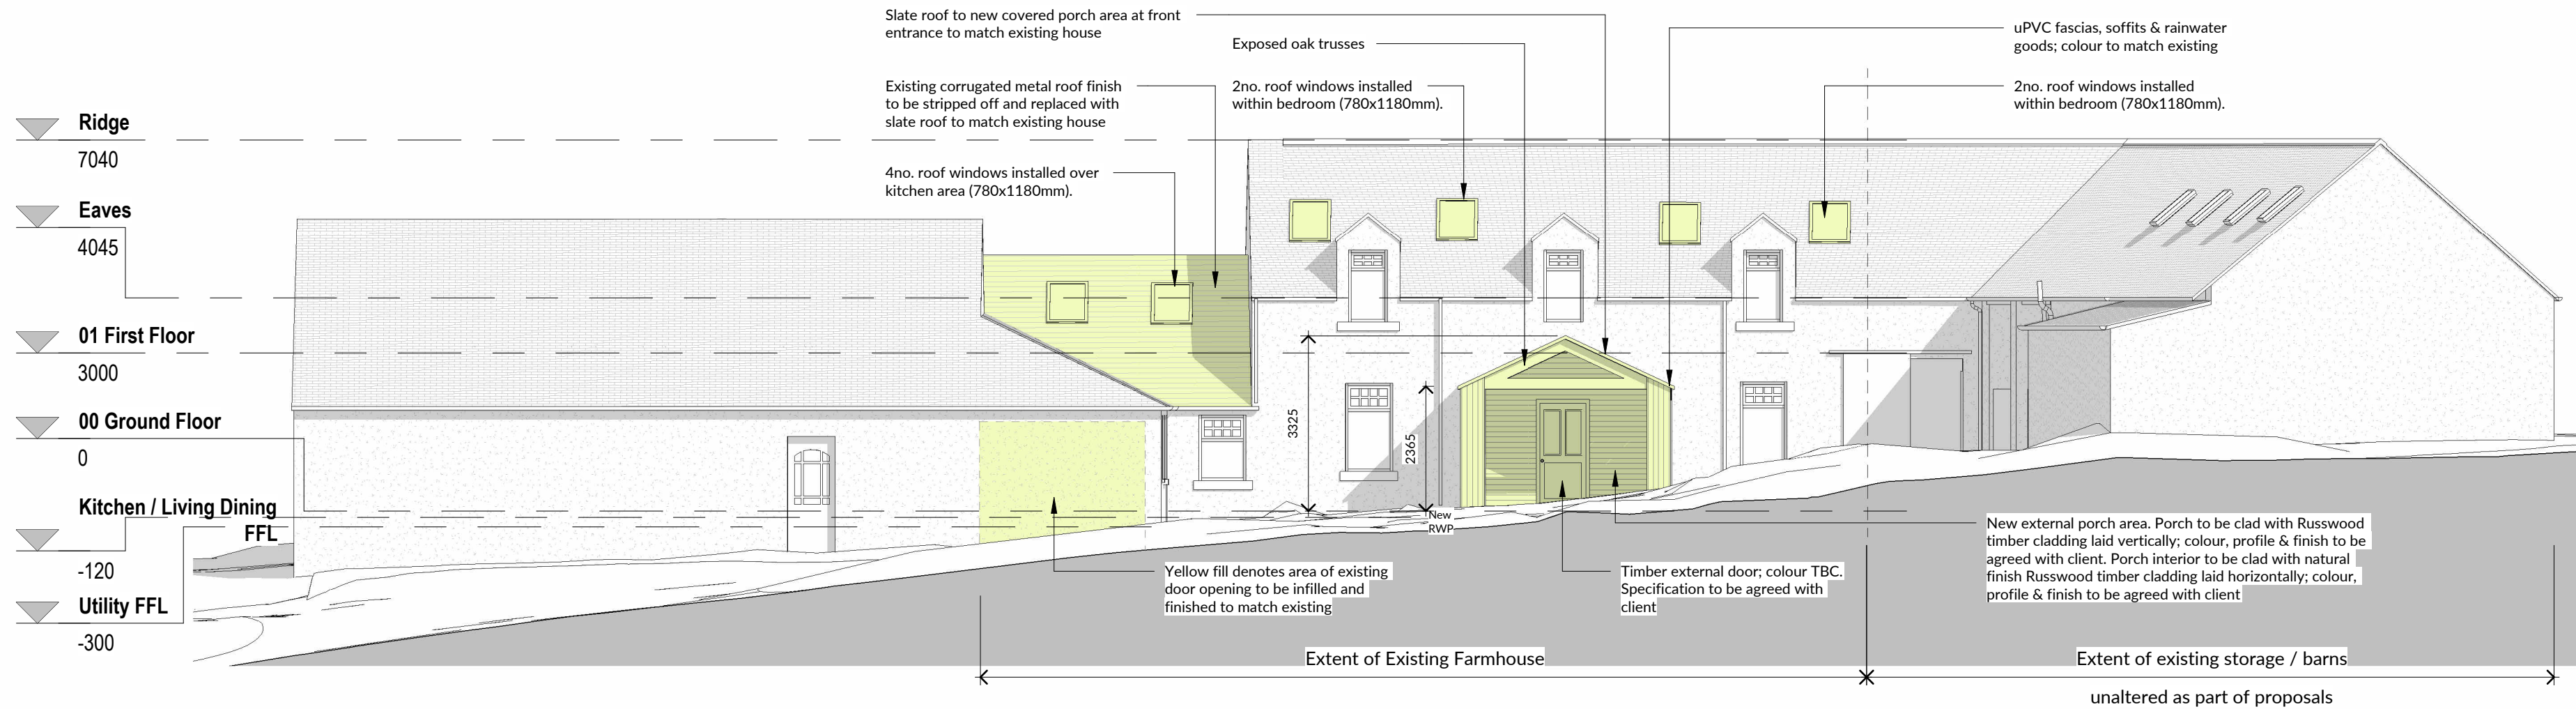 Slate roof to new covered porch area at front
entrance to match existing house
Exposed oak trusses
uPVC fascias, soffits & rainwater
goods; colour to match existing
Existing corrugated metal roof finish
to be stripped off and replaced with
slate roof to match existing house
2no. roof windows installed
within bedroom (780x1180mm).
2no. roof windows installed
within bedroom (780x1180mm).
4no. roof windows installed over
kitchen area (780x1180mm).
Ridge
7040
Eaves
4045
01 First Floor
3000
00 Ground Floor
0
Kitchen / Living Dining
FFL
-120
Utility FFL
-300
3325
2365
New
RWP
Yellow fill denotes area of existing
door opening to be infilled and
finished to match existing
Timber external door; colour TBC.
Specification to be agreed with
client
New external porch area. Porch to be clad with Russwood
timber cladding laid vertically; colour, profile & finish to be
agreed with client. Porch interior to be clad with natural
finish Russwood timber cladding laid horizontally; colour,
profile & finish to be agreed with client
Extent of Existing Farmhouse
Extent of existing storage / barns
unaltered as part of proposals